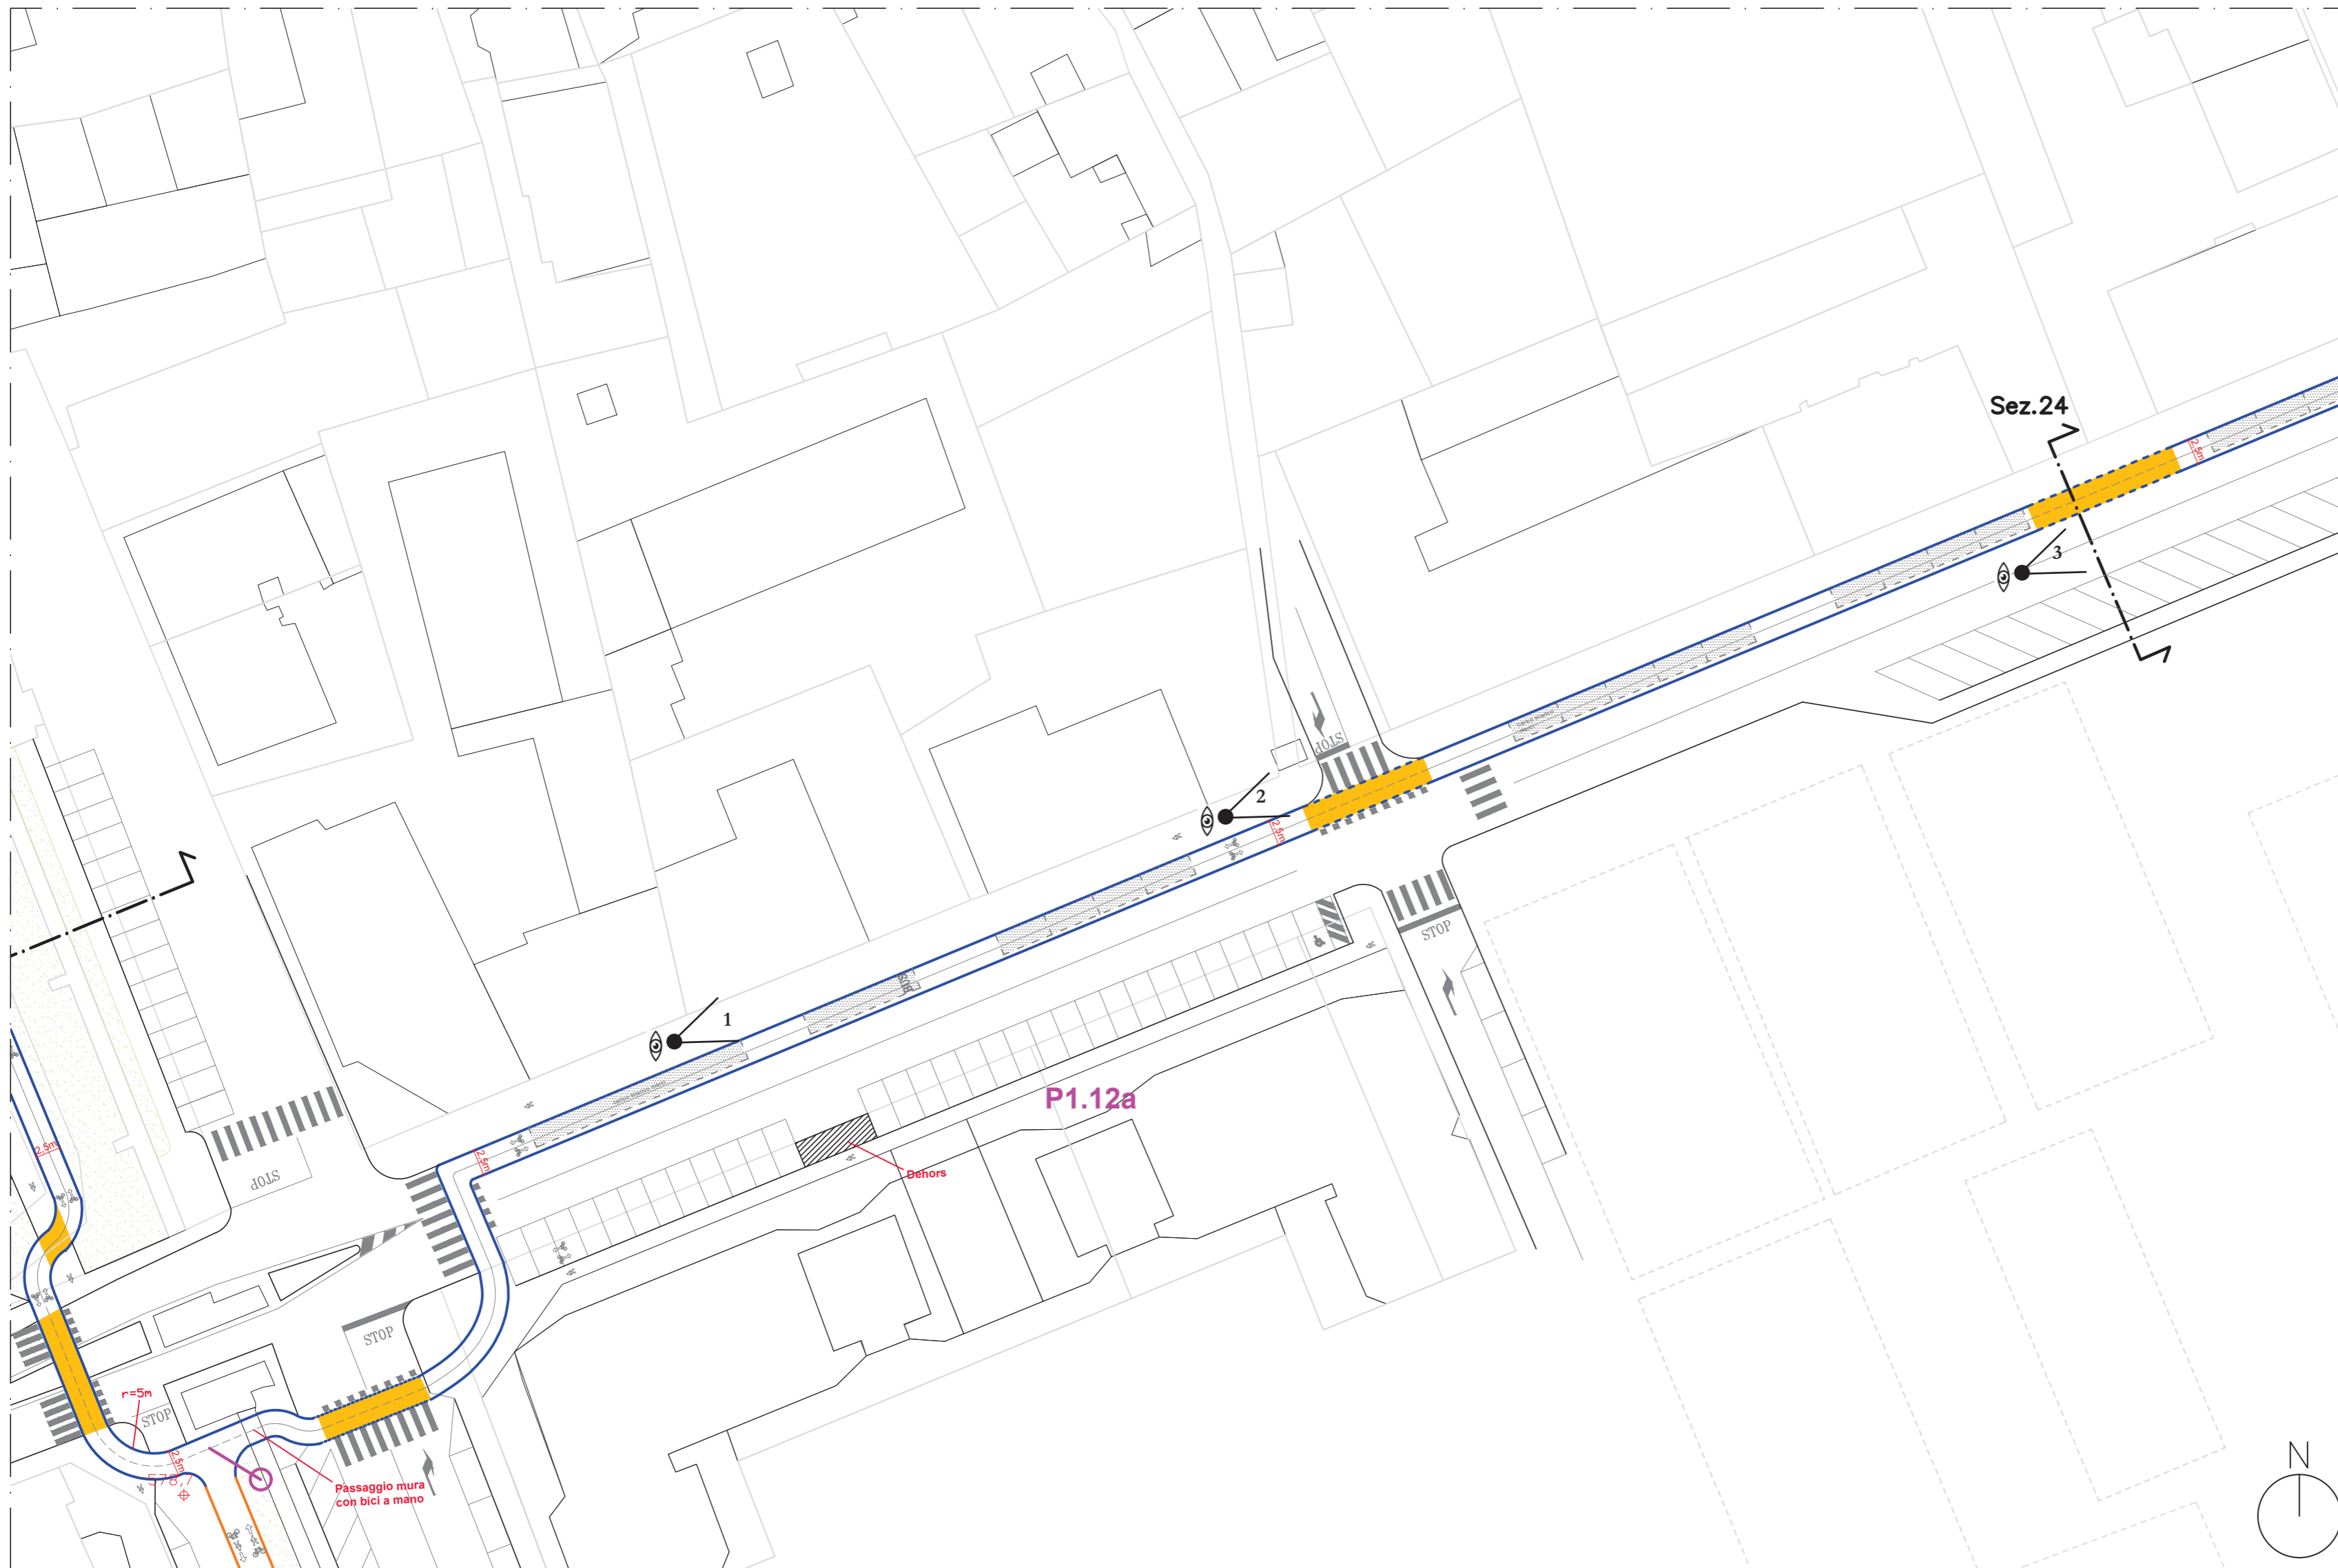 Sez.24
2.5m
3
STOP
2
2.5m
STOP
1
P1.12a
2.5m
Dehors
2.5m
STOP
STOP
r=5m
STOP
2.5m
Passaggio mura
con bici a mano
N